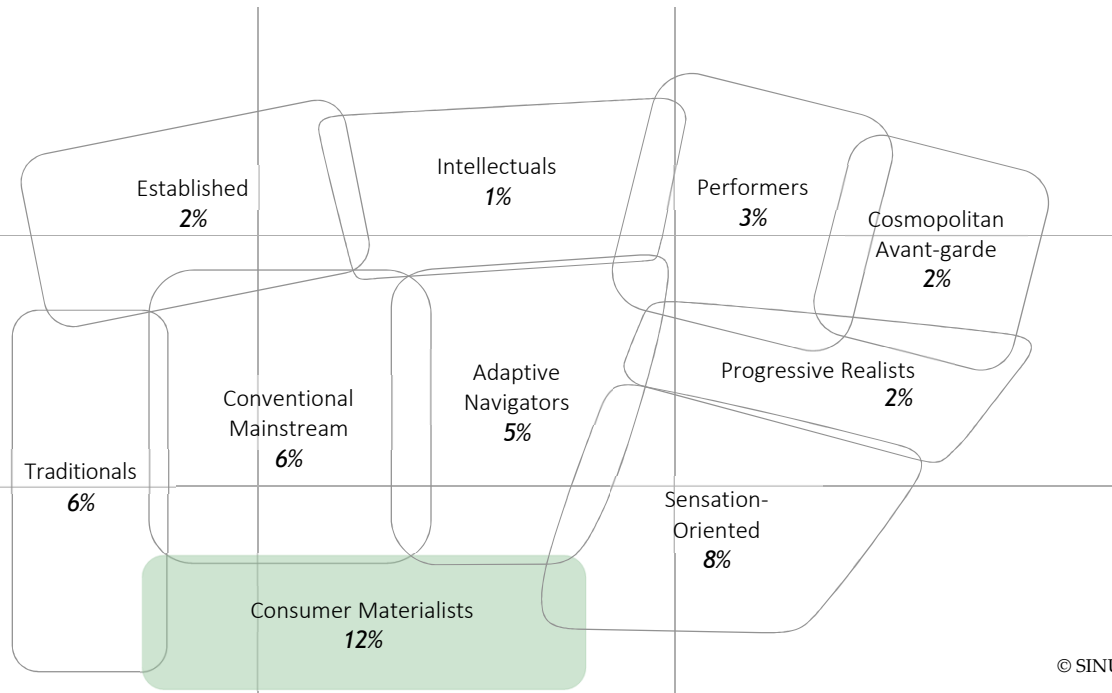 Established
2%
Intellectuals
1%
Performers
3%
Cosmopolitan
Avant-garde
2%
Progressive Realists
2%
Adaptive
Navigators
5%
Conventional
Mainstream
6%
Traditionals
6%
Sensation-
Oriented
8%
Consumer Materialists
12%
©